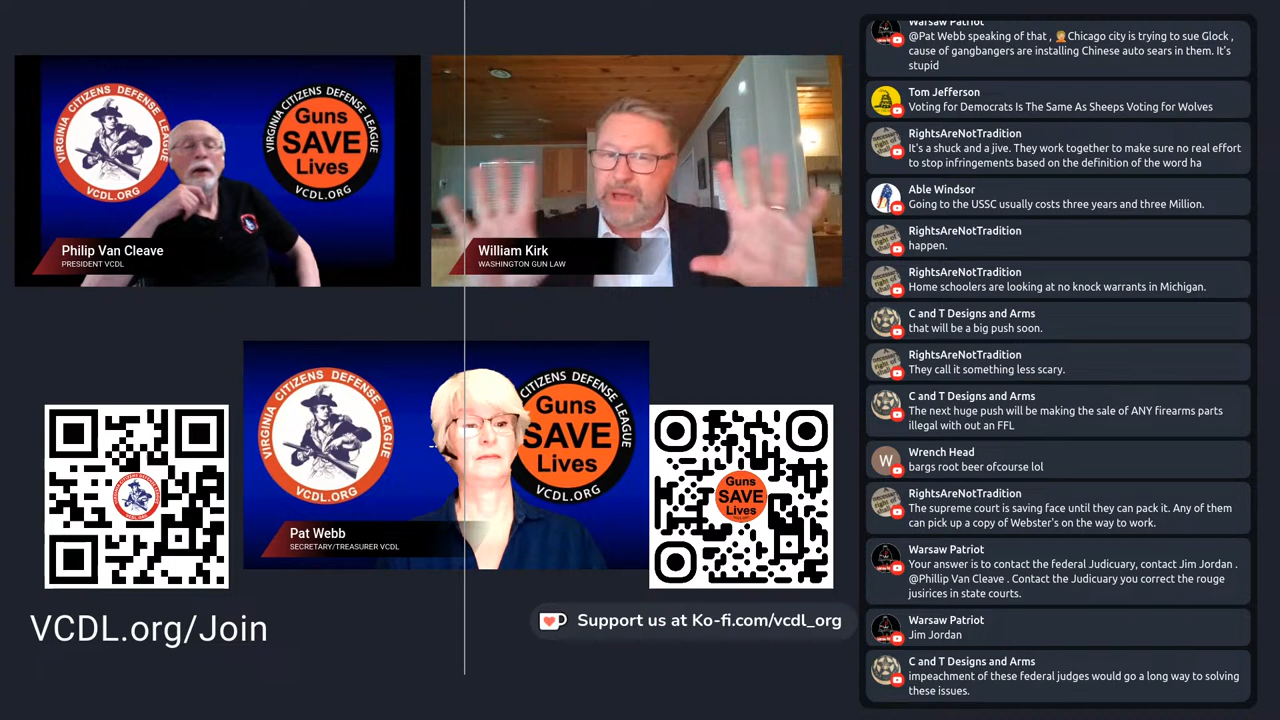 VIRGINIA CITIZENS DEFENSE LEAGUE
VCDL.ORG
VIRGINIA CITIZENS DEFENSE LEAGUE
Guns
SAVE
Lives
VCDL.ORG
Philip Van Cleave
PRESIDENT VCDL
William Kirk
WASHINGTON GUN LAW
VIRGINIA CITIZENS DEFENSE LEAGUE
VCDL.ORG
CITIZENS DEFENSE LEAGUE
Guns
SAVE
Lives
VCDL.ORG
Pat Webb
SECRETARY/TREASURER VCDL
Guns
SAVE
Lives
VCDL.org/Join
Support us at Ko-fi.com/vcdl_org
Warsaw Patriot
@Pat Webb speaking of that , 🤦Chicago city is trying to sue Glock ,
cause of gangbangers are installing Chinese auto sears in them. It's
stupid
Tom Jefferson
Voting for Democrats Is The Same As Sheeps Voting for Wolves
RightsAreNotTradition
It's a shuck and a jive. They work together to make sure no real effort
to stop infringements based on the definition of the word ha
Able Windsor
Going to the USSC usually costs three years and three Million.
RightsAreNotTradition
happen.
RightsAreNotTradition
Home schoolers are looking at no knock warrants in Michigan.
C and T Designs and Arms
that will be a big push soon.
RightsAreNotTradition
They call it something less scary.
C and T Designs and Arms
The next huge push will be making the sale of ANY firearms parts
illegal with out an FFL
W
Wrench Head
bargs root beer ofcourse lol
RightsAreNotTradition
The supreme court is saving face until they can pack it. Any of them
can pick up a copy of Webster's on the way to work.
Warsaw Patriot
Your answer is to contact the federal Judicuary, contact Jim Jordan .
@Phillip Van Cleave . Contact the Judicuary you correct the rouge
jusirices in state courts.
Warsaw Patriot
Jim Jordan
C and T Designs and Arms
impeachment of these federal judges would go a long way to solving
these issues.